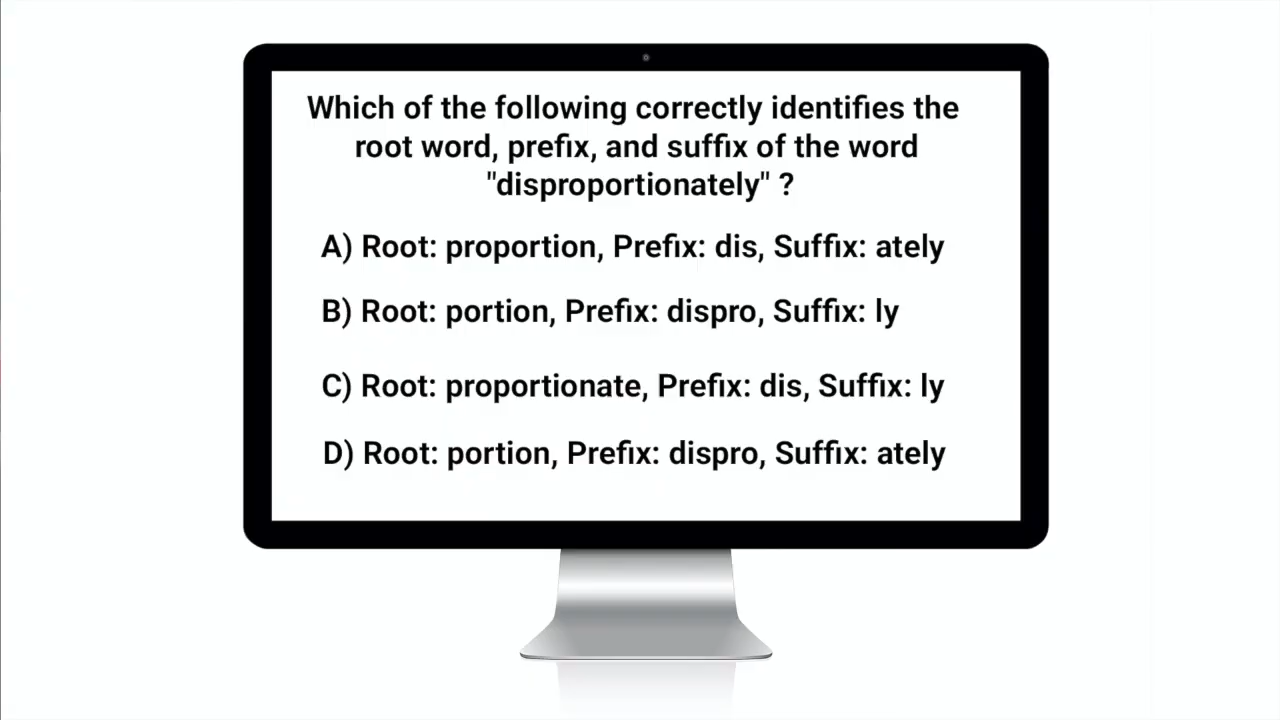 Which of the following correctly identifies the
root word, prefix, and suffix of the word
"disproportionately" ?
A) Root: proportion, Prefix: dis, Suffix: ately
B) Root: portion, Prefix: dispro, Suffix: ly
C) Root: proportionate, Prefix: dis, Suffix: ly
D) Root: portion, Prefix: dispro, Suffix: ately